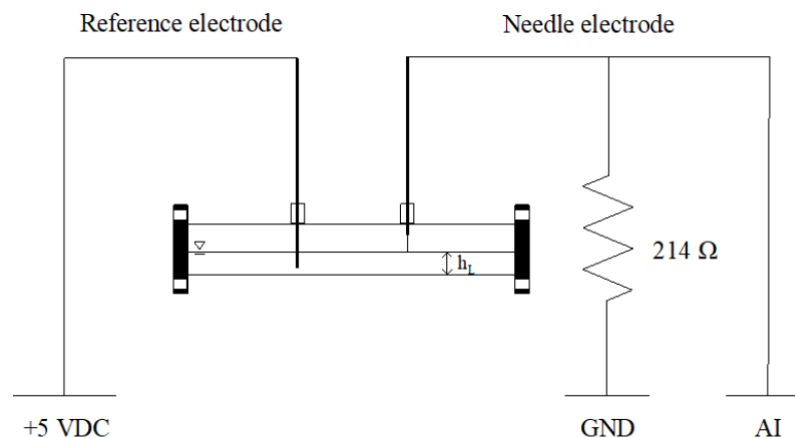 Reference electrode
Needle electrode
h_L
214 Ω
+5 VDC
GND
AI